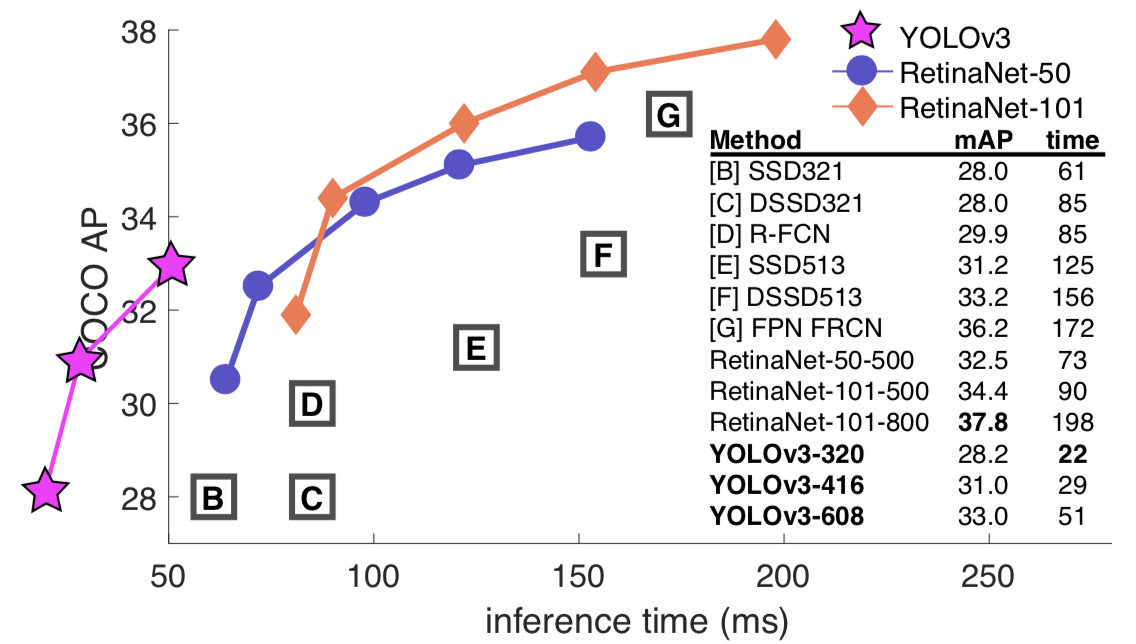 38
36
34
32
30
28
COCO AP
50
100
150
200
250
inference time (ms)
B
C
D
E
F
G
YOLOv3
RetinaNet-50
RetinaNet-101
Method mAP time
[B] SSD321 28.0 61
[C] DSSD321 28.0 85
[D] R-FCN 29.9 85
[E] SSD513 31.2 125
[F] DSSD513 33.2 156
[G] FPN FRCN 36.2 172
RetinaNet-50-500 32.5 73
RetinaNet-101-500 34.4 90
RetinaNet-101-800 37.8 198
YOLOv3-320 28.2 22
YOLOv3-416 31.0 29
YOLOv3-608 33.0 51